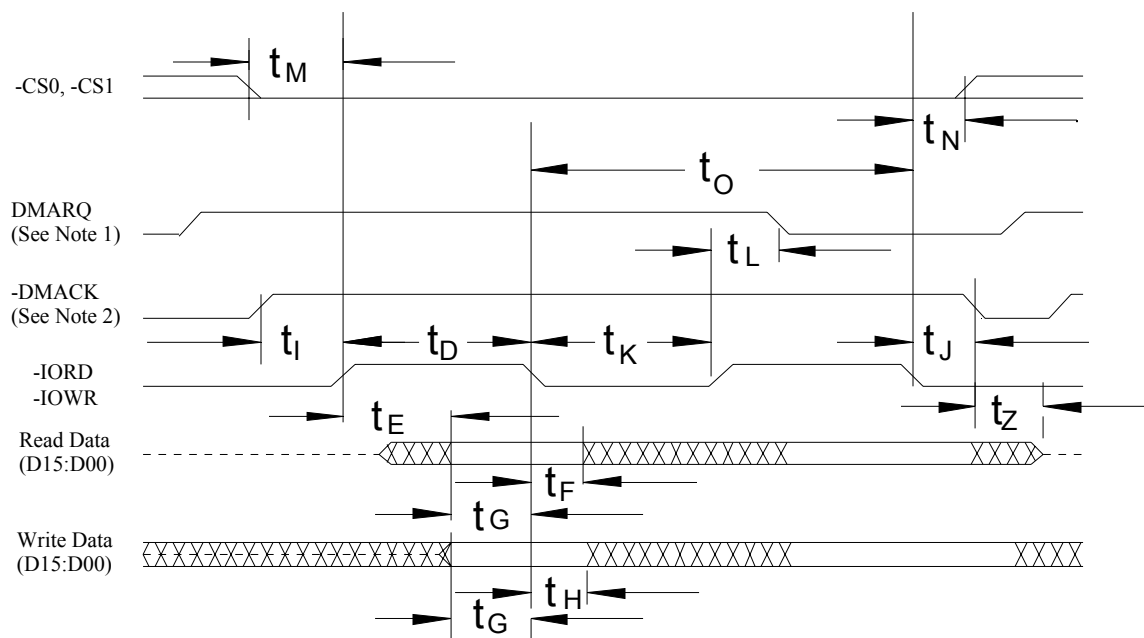 tM
-CS0, -CS1
tN
tO
DMARQ
(See Note 1)
tL
-DMACK
(See Note 2)
tI
tD
tK
tJ
-IORD
-IOWR
tE
tZ
Read Data
(D15:D00)
tF
tG
Write Data
(D15:D00)
tH
tG